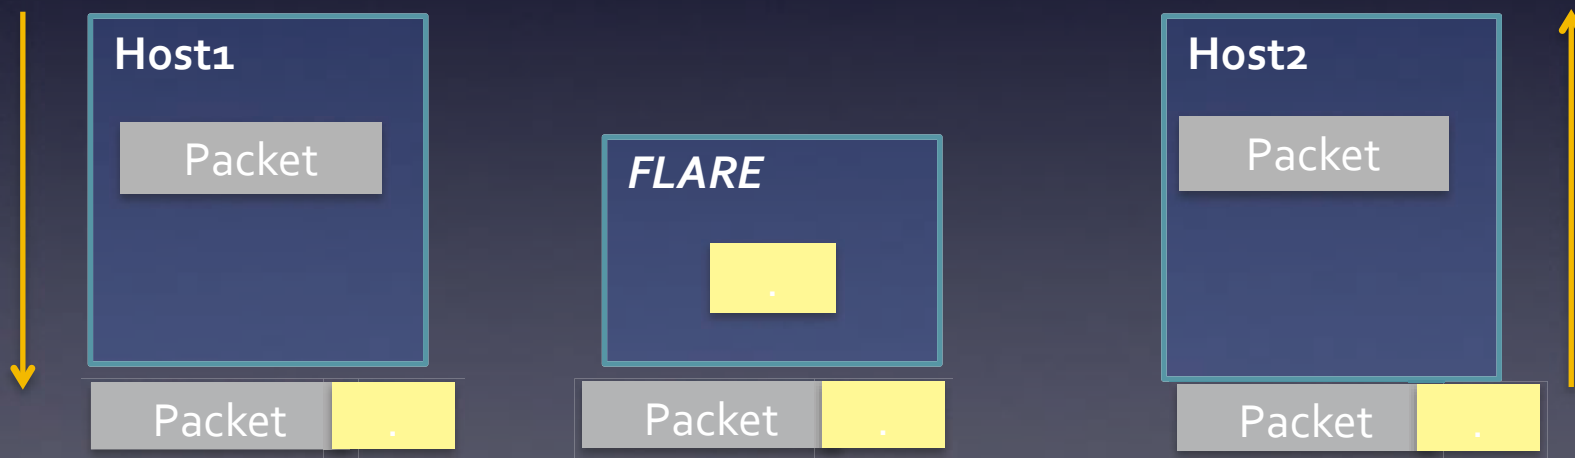 Host1
Packet
FLARE
.
Host2
Packet
Packet .
Packet .
Packet .